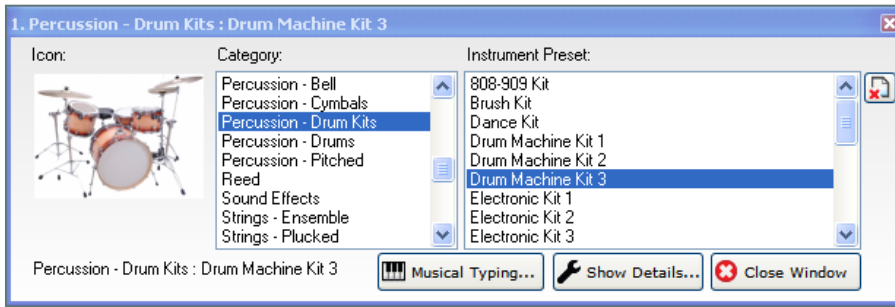 1. Percussion - Drum Kits : Drum Machine Kit 3
Icon:
Category:
Instrument Preset:
Percussion - Bell
Percussion - Cymbals
Percussion - Drum Kits
Percussion - Drums
Percussion - Pitched
Reed
Sound Effects
Strings - Ensemble
Strings - Plucked
808-909 Kit
Brush Kit
Dance Kit
Drum Machine Kit 1
Drum Machine Kit 2
Drum Machine Kit 3
Electronic Kit 1
Electronic Kit 2
Electronic Kit 3
Percussion - Drum Kits : Drum Machine Kit 3
Musical Typing...
Show Details...
Close Window